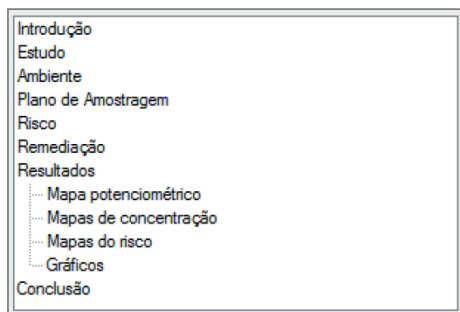 Introdução
Estudo
Ambiente
Plano de Amostragem
Risco
Remediação
Resultados
Mapa potenciométrico
Mapas de concentração
Mapas do risco
Gráficos
Conclusão